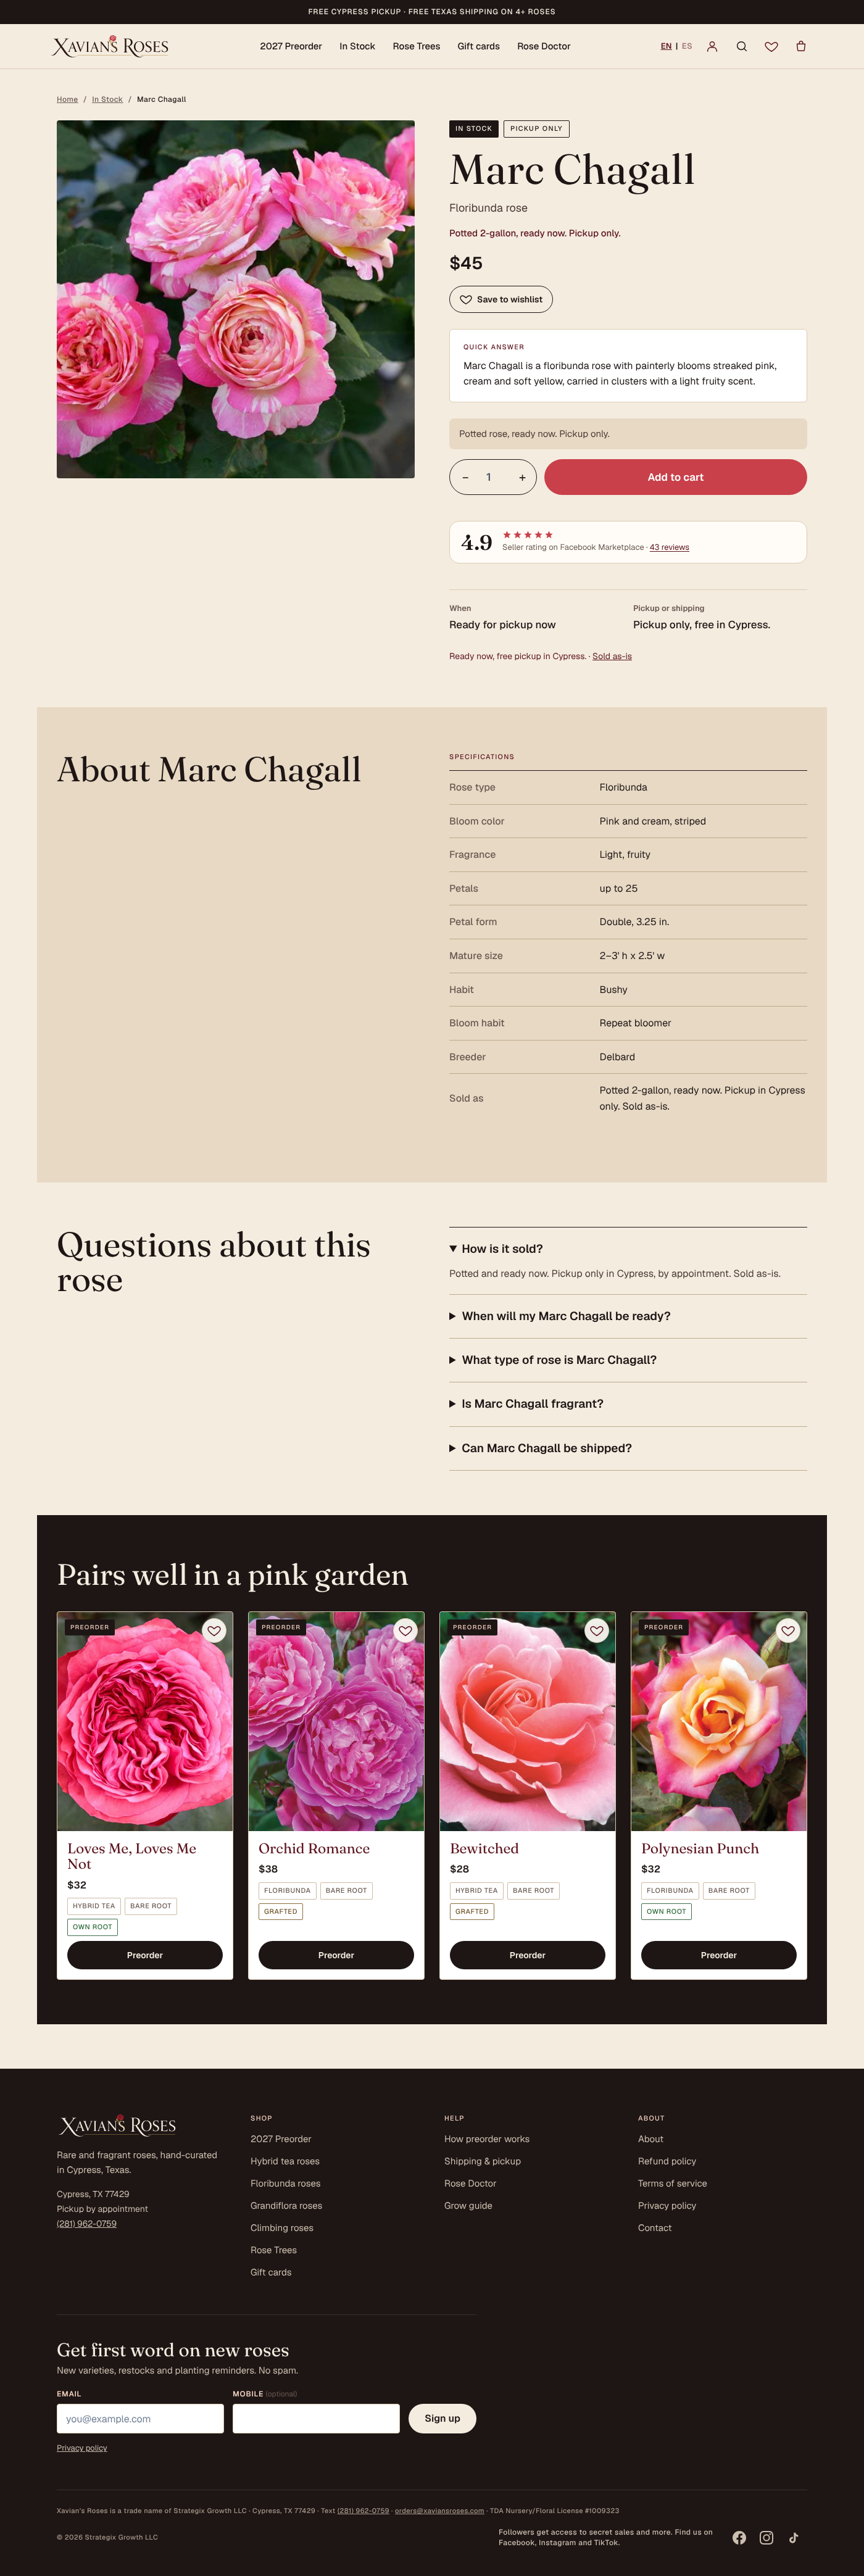 FREE CYPRESS PICKUP · FREE TEXAS SHIPPING ON 4+ ROSES
XAVIAN'S ROSES
2027 Preorder
In Stock
Rose Trees
Gift cards
Rose Doctor
EN | ES
Home / In Stock / Marc Chagall
IN STOCK
PICKUP ONLY
Marc Chagall
Floribunda rose
Potted 2-gallon, ready now. Pickup only.
$45
Save to wishlist
QUICK ANSWER
Marc Chagall is a floribunda rose with painterly blooms streaked pink,
cream and soft yellow, carried in clusters with a light fruity scent.
Potted rose, ready now. Pickup only.
− 1 +
Add to cart
4.9
★★★★★
Seller rating on Facebook Marketplace · 43 reviews
When
Ready for pickup now
Pickup or shipping
Pickup only, free in Cypress.
Ready now, free pickup in Cypress. · Sold as-is
About Marc Chagall
SPECIFICATIONS
Rose type Floribunda
Bloom color Pink and cream, striped
Fragrance Light, fruity
Petals up to 25
Petal form Double, 3.25 in.
Mature size 2–3' h x 2.5' w
Habit Bushy
Bloom habit Repeat bloomer
Breeder Delbard
Sold as Potted 2-gallon, ready now. Pickup in Cypress
only. Sold as-is.
Questions about this
rose
▼ How is it sold?
Potted and ready now. Pickup only in Cypress, by appointment. Sold as-is.
▶ When will my Marc Chagall be ready?
▶ What type of rose is Marc Chagall?
▶ Is Marc Chagall fragrant?
▶ Can Marc Chagall be shipped?
Pairs well in a pink garden
PREORDER
Loves Me, Loves Me
Not
$32
HYBRID TEA
BARE ROOT
OWN ROOT
Preorder
PREORDER
Orchid Romance
$38
FLORIBUNDA
BARE ROOT
GRAFTED
Preorder
PREORDER
Bewitched
$28
HYBRID TEA
BARE ROOT
GRAFTED
Preorder
PREORDER
Polynesian Punch
$32
FLORIBUNDA
BARE ROOT
OWN ROOT
Preorder
XAVIAN'S ROSES
Rare and fragrant roses, hand-curated
in Cypress, Texas.
Cypress, TX 77429
Pickup by appointment
(281) 962-0759
SHOP
2027 Preorder
Hybrid tea roses
Floribunda roses
Grandiflora roses
Climbing roses
Rose Trees
Gift cards
HELP
How preorder works
Shipping & pickup
Rose Doctor
Grow guide
ABOUT
About
Refund policy
Terms of service
Privacy policy
Contact
Get first word on new roses
New varieties, restocks and planting reminders. No spam.
EMAIL
you@example.com
MOBILE (optional)
Sign up
Privacy policy
Xavian's Roses is a trade name of Strategix Growth LLC · Cypress, TX 77429 · Text (281) 962-0759 · orders@xaviansroses.com · TDA Nursery/Floral License #1009323
© 2026 Strategix Growth LLC
Followers get access to secret sales and more. Find us on
Facebook, Instagram and TikTok.